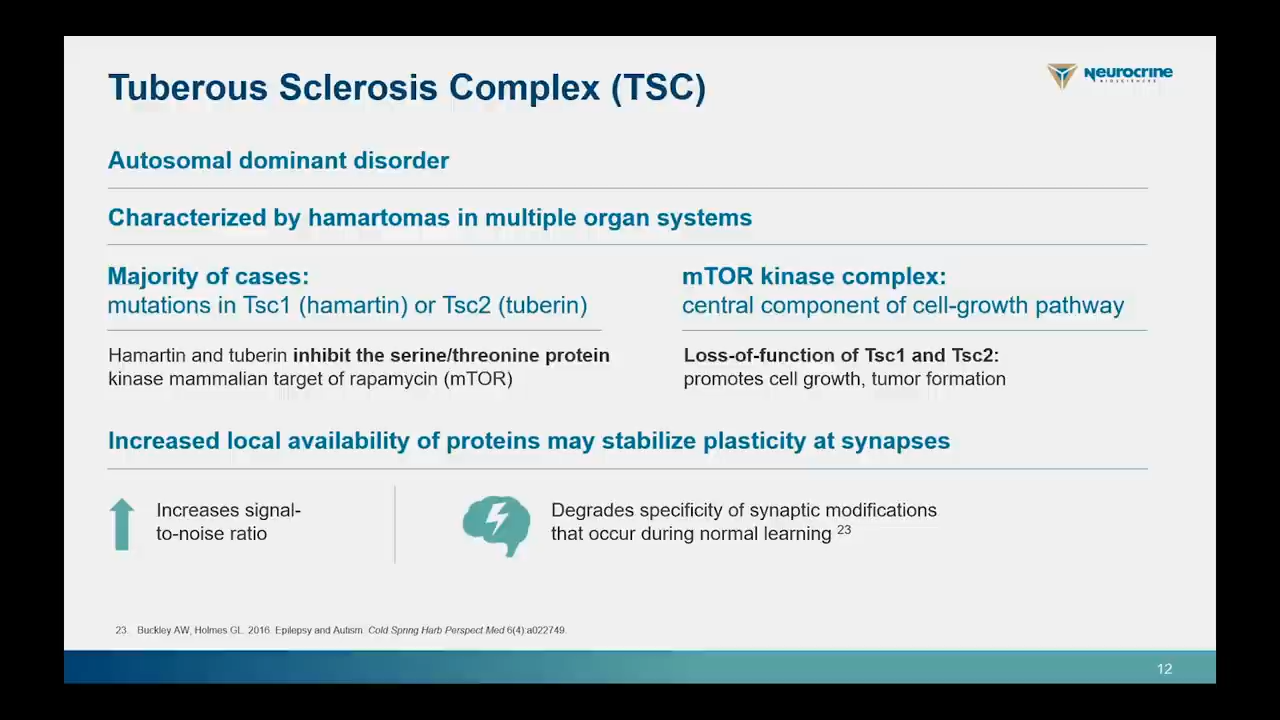 Tuberous Sclerosis Complex (TSC)
Neurocrine
BIOSCIENCES
Autosomal dominant disorder
Characterized by hamartomas in multiple organ systems
Majority of cases:
mutations in Tsc1 (hamartin) or Tsc2 (tuberin)
Hamartin and tuberin inhibit the serine/threonine protein
kinase mammalian target of rapamycin (mTOR)
mTOR kinase complex:
central component of cell-growth pathway
Loss-of-function of Tsc1 and Tsc2:
promotes cell growth, tumor formation
Increased local availability of proteins may stabilize plasticity at synapses
Increases signal-
to-noise ratio
Degrades specificity of synaptic modifications
that occur during normal learning 23
23. Buckley AW, Holmes GL. 2016. Epilepsy and Autism. Cold Spring Harb Perspect Med 6(4):a022749.
12